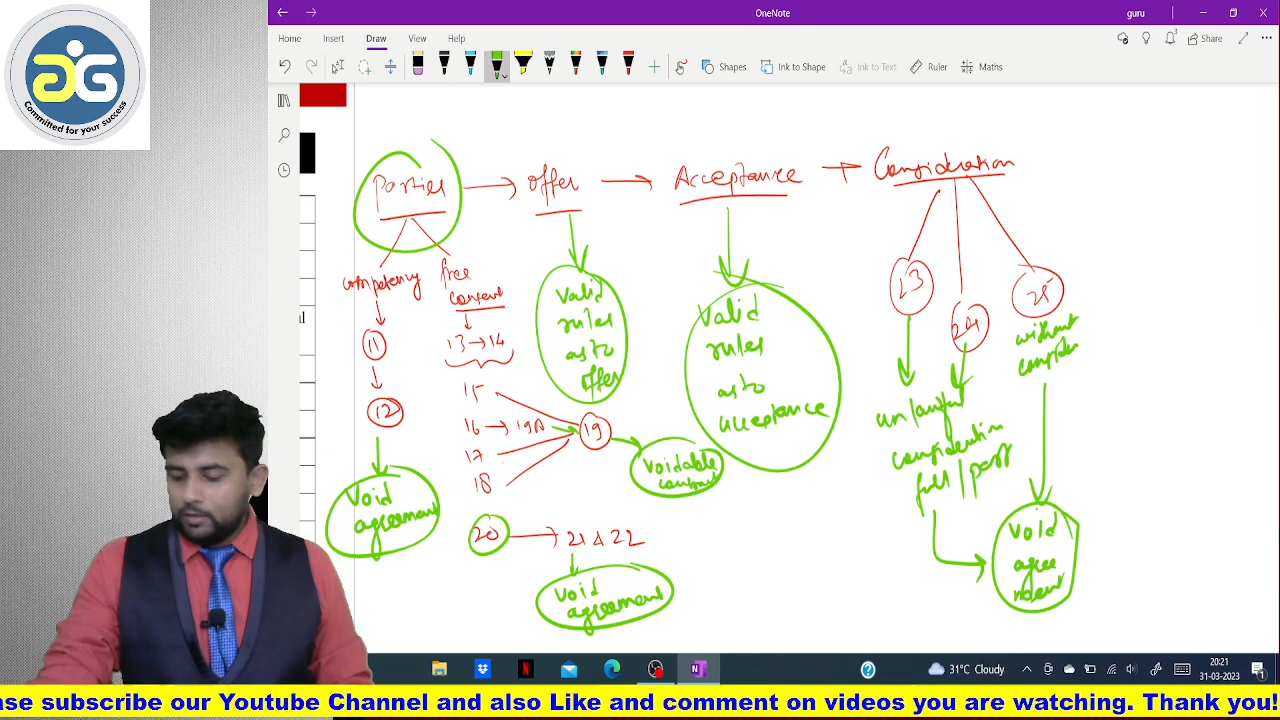 OneNote
guru
Home
Insert
Draw
View
Help
Share
Shapes
Ink to Shape
Ink to Text
Ruler
Maths
Committed for your success
Parties
Offer
Acceptance
Consideration
competency
free
consent
11
12
Void
agreement
13 → 14
15
16 → 19A
17
18
19
Voidable
contract
20
21 & 22
Void
agreement
Valid
rules
as to
offer
Valid
rules
as to
acceptance
23
24
25
without
unlawful
consideration
full / part
Void
agree
ment
31°C Cloudy
20:21
31-03-2023
ase subscribe our Youtube Channel and also Like and comment on videos you are watching. Thank you!